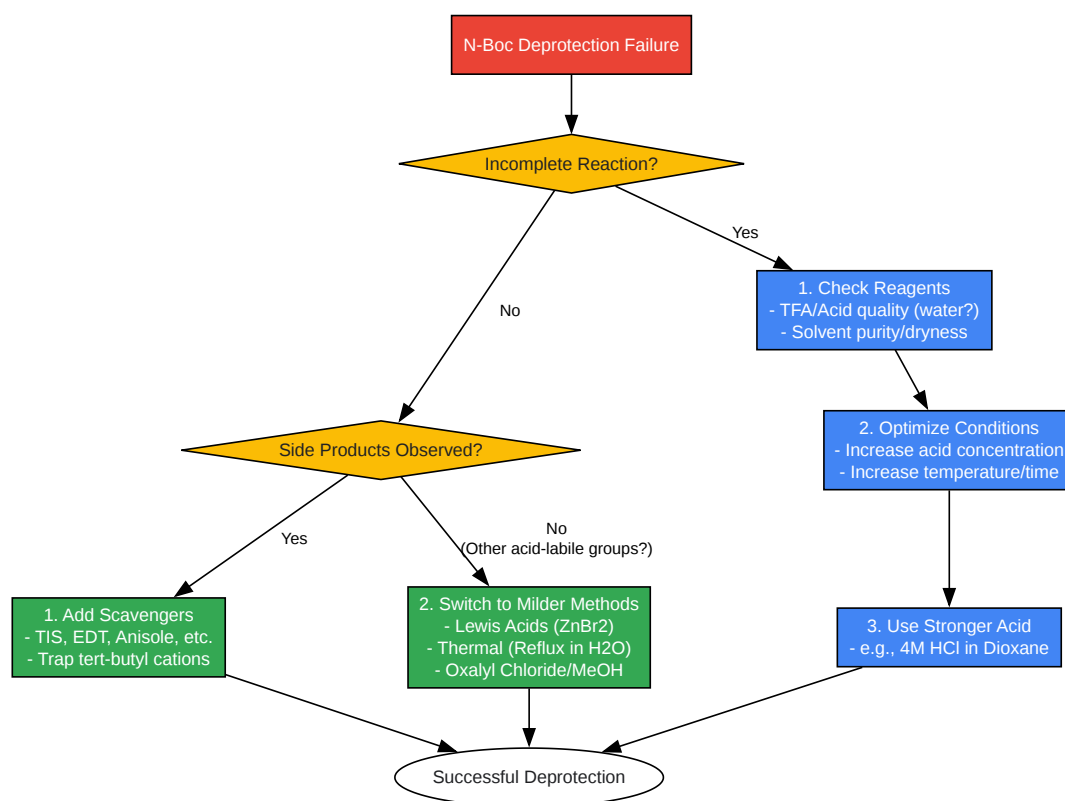 N-Boc Deprotection Failure
Incomplete Reaction?
Yes
1. Check Reagents
- TFA/Acid quality (water?)
- Solvent purity/dryness
No
2. Optimize Conditions
- Increase acid concentration
- Increase temperature/time
Side Products Observed?
Yes
No
(Other acid-labile groups?)
1. Add Scavengers
- TIS, EDT, Anisole, etc.
- Trap tert-butyl cations
2. Switch to Milder Methods
- Lewis Acids (ZnBr2)
- Thermal (Reflux in H2O)
- Oxalyl Chloride/MeOH
3. Use Stronger Acid
- e.g., 4M HCl in Dioxane
Successful Deprotection